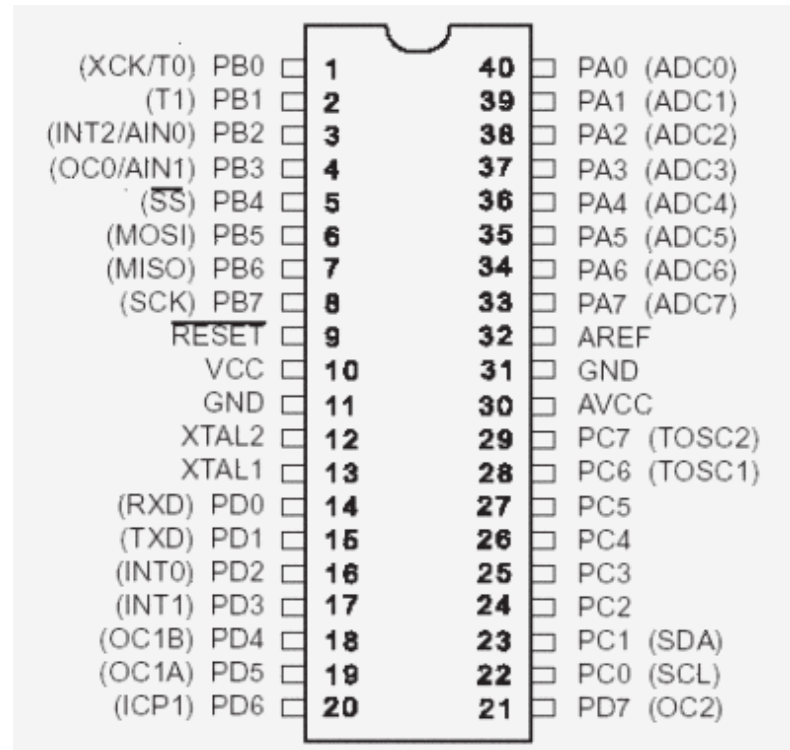 (XCK/T0) PB0 1 40 PA0 (ADC0)
(T1) PB1 2 39 PA1 (ADC1)
(INT2/AIN0) PB2 3 38 PA2 (ADC2)
(OC0/AIN1) PB3 4 37 PA3 (ADC3)
(SS) PB4 5 36 PA4 (ADC4)
(MOSI) PB5 6 35 PA5 (ADC5)
(MISO) PB6 7 34 PA6 (ADC6)
(SCK) PB7 8 33 PA7 (ADC7)
RESET 9 32 AREF
VCC 10 31 GND
GND 11 30 AVCC
XTAL2 12 29 PC7 (TOSC2)
XTAL1 13 28 PC6 (TOSC1)
(RXD) PD0 14 27 PC5
(TXD) PD1 15 26 PC4
(INT0) PD2 16 25 PC3
(INT1) PD3 17 24 PC2
(OC1B) PD4 18 23 PC1 (SDA)
(OC1A) PD5 19 22 PC0 (SCL)
(ICP1) PD6 20 21 PD7 (OC2)